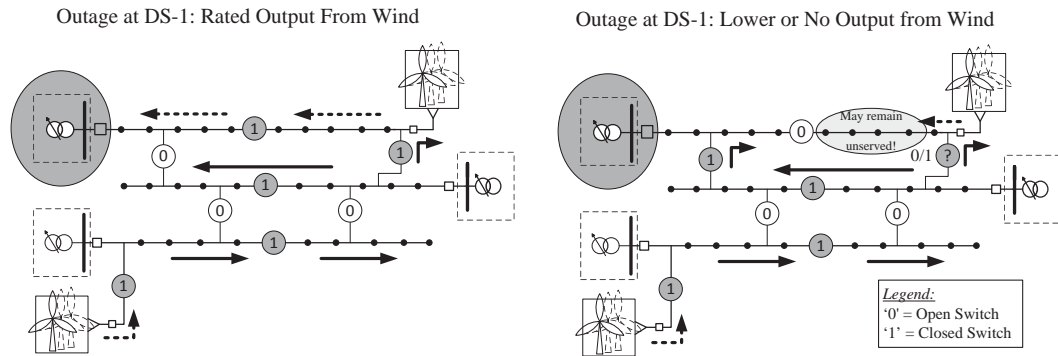 Outage at DS-1: Rated Output From Wind
1
0
1
1
0
0
1
1
Outage at DS-1: Lower or No Output from Wind
0
May remain
unserved!
1
0/1
?
1
0
0
1
1
Legend:
‘0' = Open Switch
‘1’ = Closed Switch